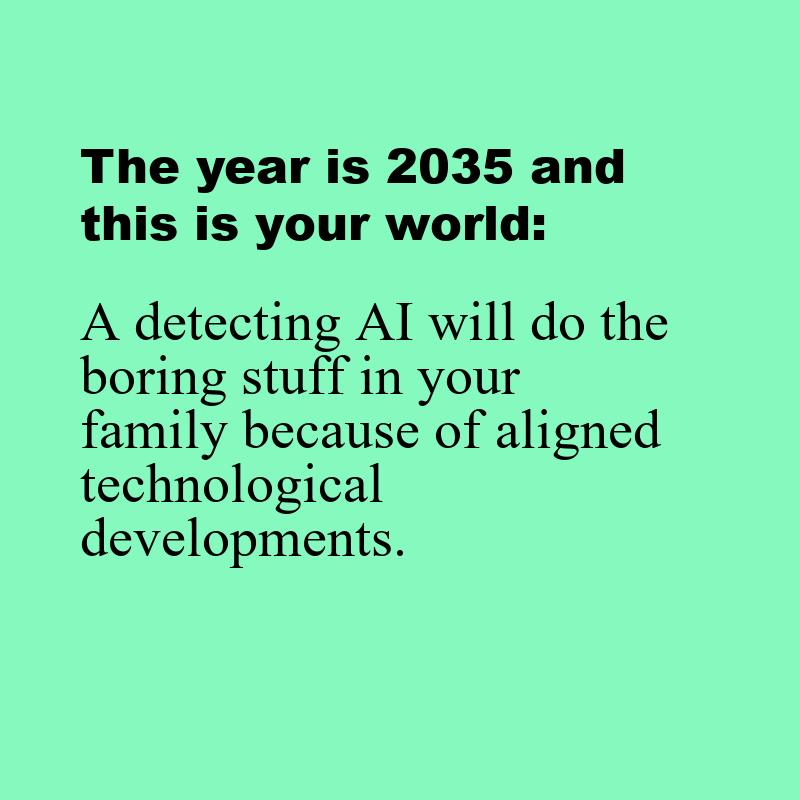 The year is 2035 and
this is your world:
A detecting AI will do the
boring stuff in your
family because of aligned
technological
developments.